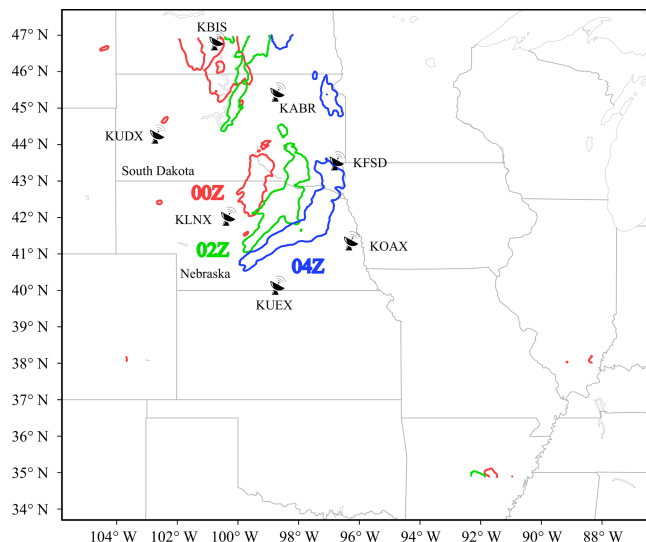 KBIS
47° N
46° N
KABR
45° N
KUDX
44° N
KFSD
South Dakota
43° N
00Z
KLNX
42° N
02Z
KOAX
41° N
04Z
Nebraska
KUEX
40° N
39° N
38° N
37° N
36° N
35° N
34° N
104° W 102° W 100° W 98° W 96° W 94° W 92° W 90° W 88° W